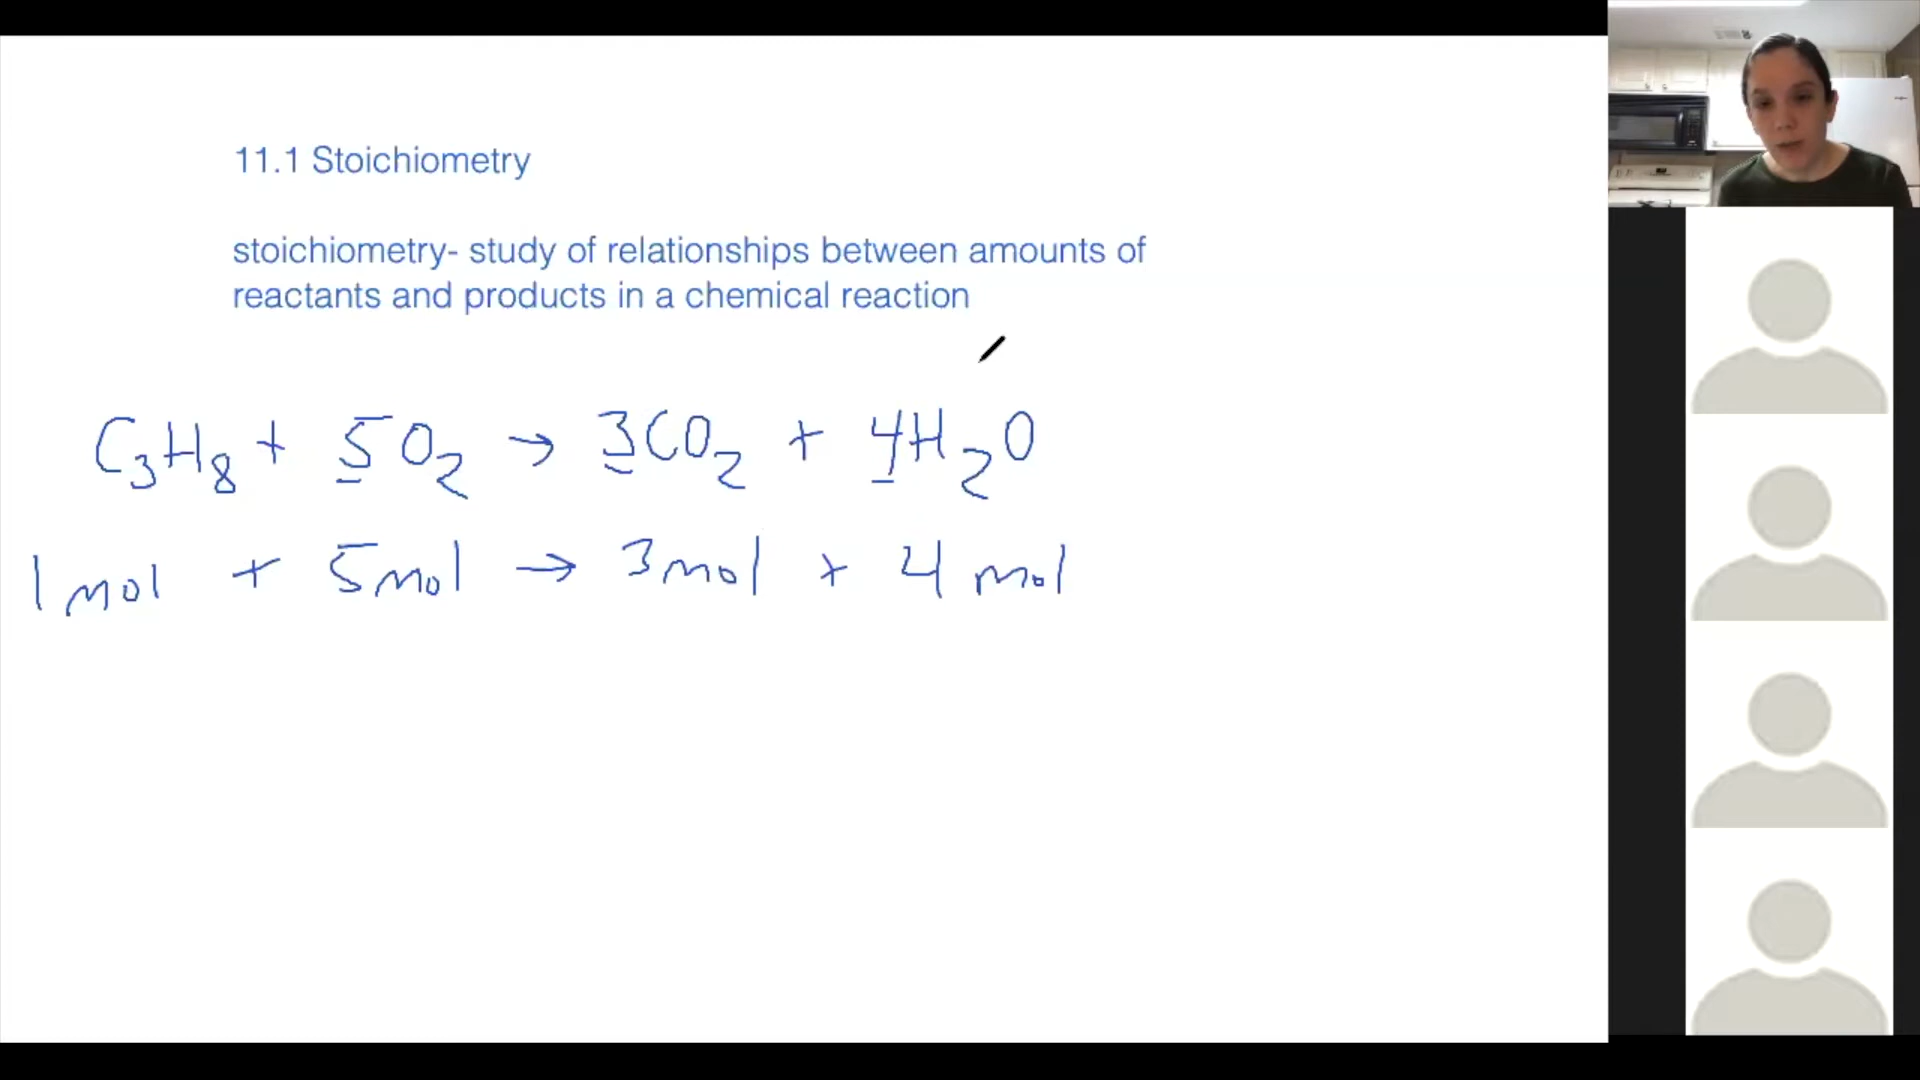 11.1 Stoichiometry
stoichiometry- study of relationships between amounts of
reactants and products in a chemical reaction
C₃H₈ + 5O₂ → 3CO₂ + 4H₂O
1 mol + 5 mol → 3 mol + 4 mol